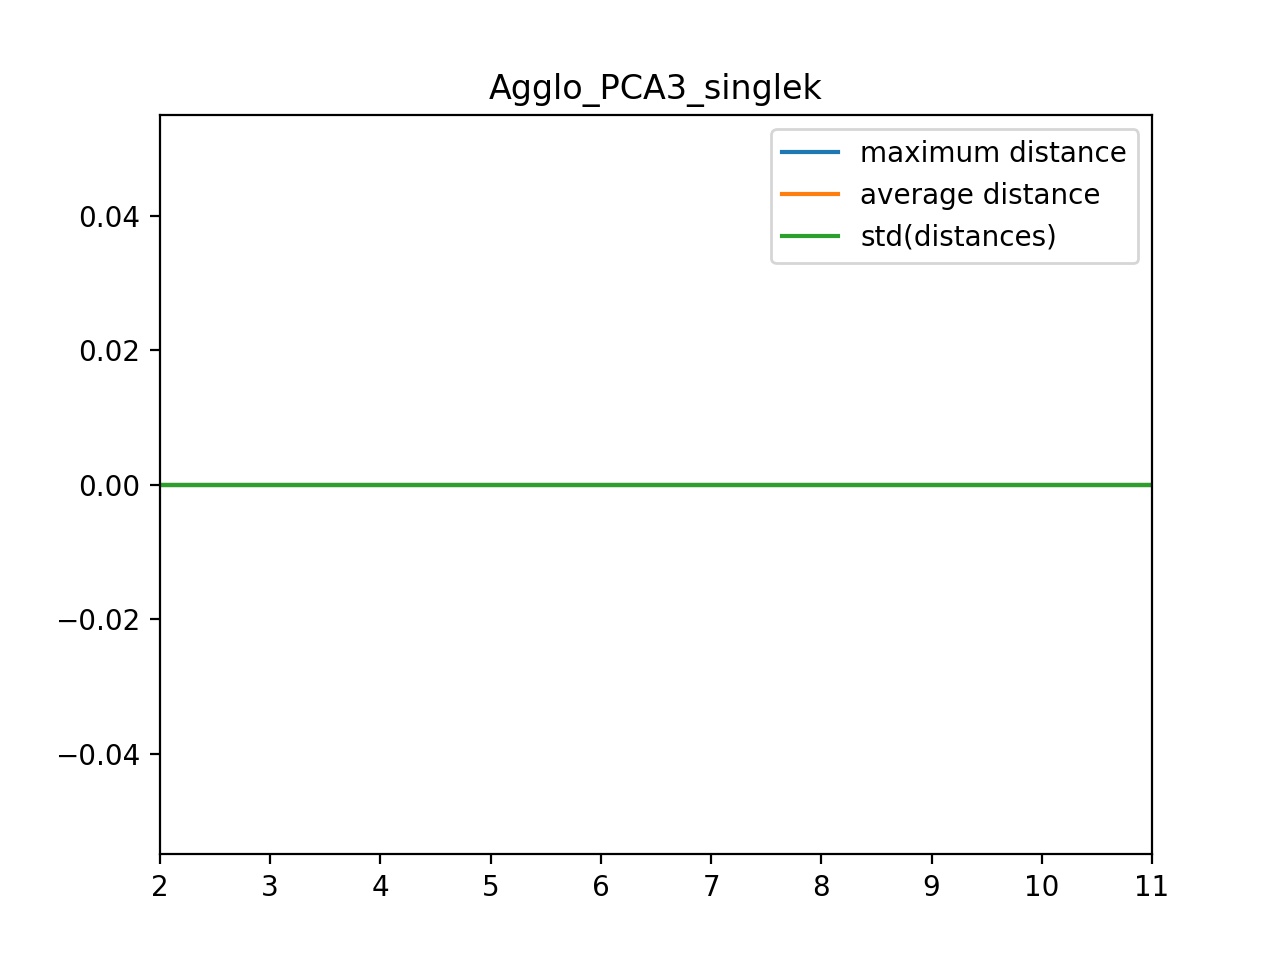 Agglo_PCA3_singlek
maximum distance
average distance
std(distances)
0.04
0.02
0.00
−0.02
−0.04
2 3 4 5 6 7 8 9 10 11